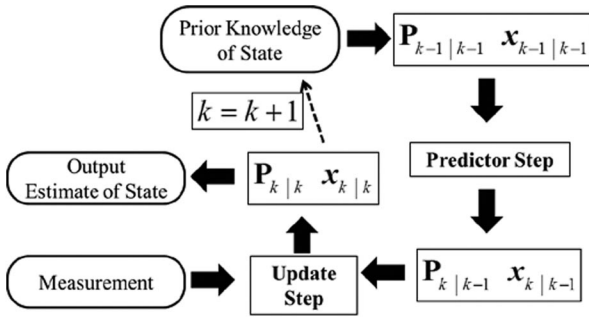 Prior Knowledge
of State
P k−1 | k−1 x k−1 | k−1
k = k + 1
Predictor Step
Output
Estimate of State
P k | k x k | k
Measurement
Update
Step
P k | k−1 x k | k−1